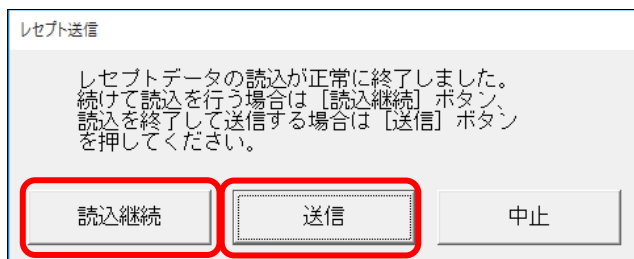 レセプト送信
レセプトデータの読込が正常に終了しました。
続けて読込を行う場合は［読込継続］ボタン、
読込を終了して送信する場合は［送信］ボタン
を押してください。
読込継続 送信 中止